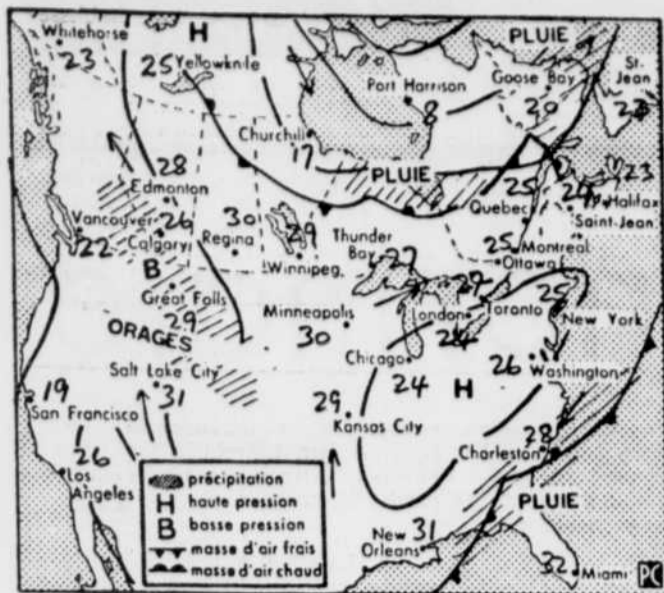 Whitehorse
23
H
25 Yellowknife
PLUIE
Port Harrison
8
Goose Bay
20
St-
Jean
Churchill
17
28
Edmonton
PLUIE
25
Quebec
23
Halifax
Saint-Jean
Vancouver
22
26
Calgary
30
Regina
29
Winnipeg
Thunder
Bay
27
25
Montreal
Ottawa
B
Great Falls
29
ORAGES
Minneapolis
30
27
London
24
Toronto
25
New York
Salt Lake City
31
Chicago
24
H
26
Washington
19
San Francisco
29
Kansas City
26
Los
Angeles
28
Charleston
précipitation
H haute pression
B basse pression
masse d'air frais
masse d'air chaud
PLUIE
New
Orleans
31
32
Miami
PC